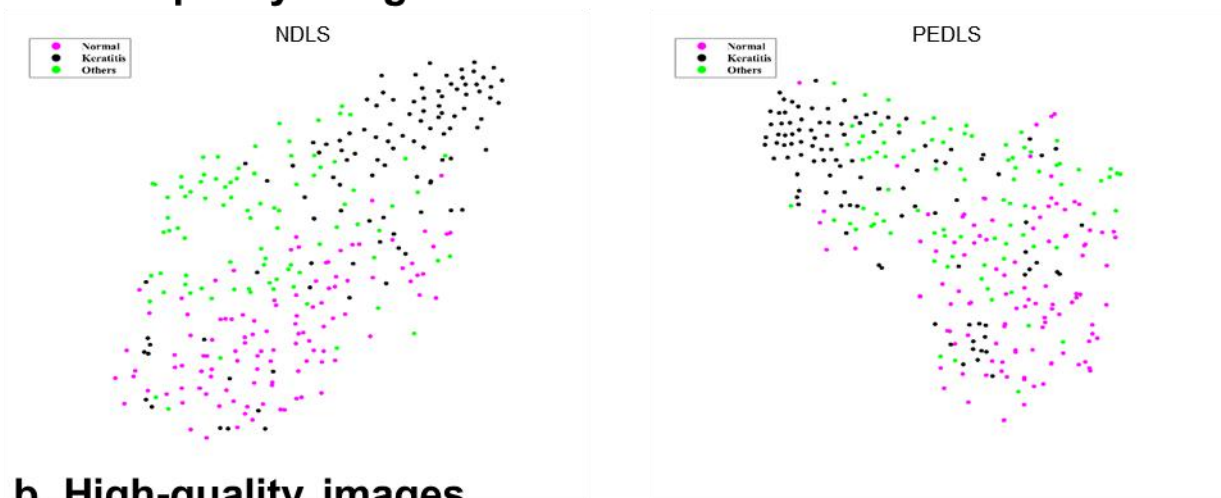 NDLS
Normal
Keratitis
Others
PEDLS
Normal
Keratitis
Others
b. High-quality images